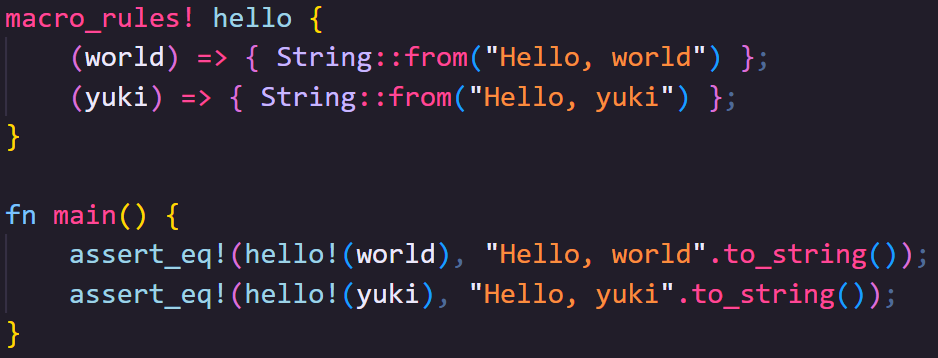 macro_rules! hello {
    (world) => { String::from("Hello, world") };
    (yuki) => { String::from("Hello, yuki") };
}

fn main() {
    assert_eq!(hello!(world), "Hello, world".to_string());
    assert_eq!(hello!(yuki), "Hello, yuki".to_string());
}